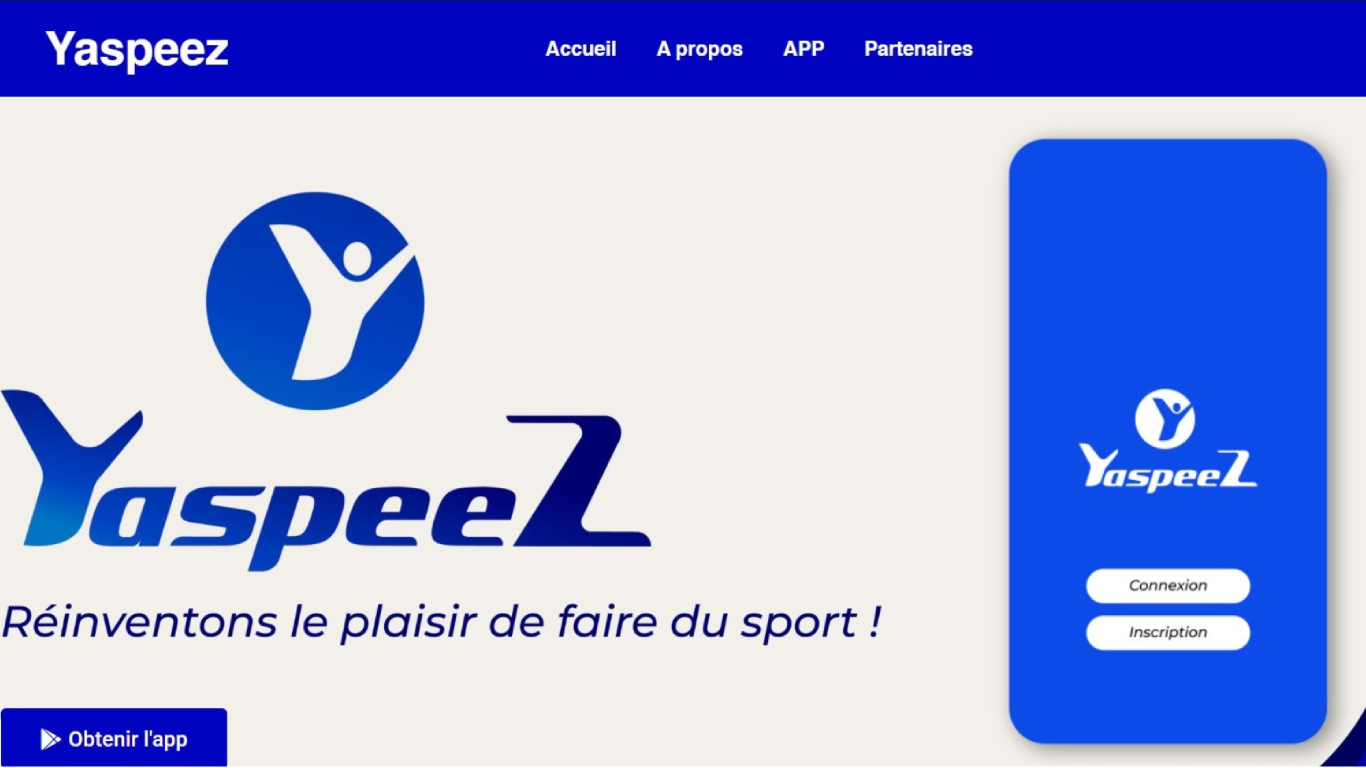 Yaspeez
Accueil A propos APP Partenaires
YaspeeZ
Réinventons le plaisir de faire du sport !
Obtenir l'app
YaspeeZ
Connexion
Inscription